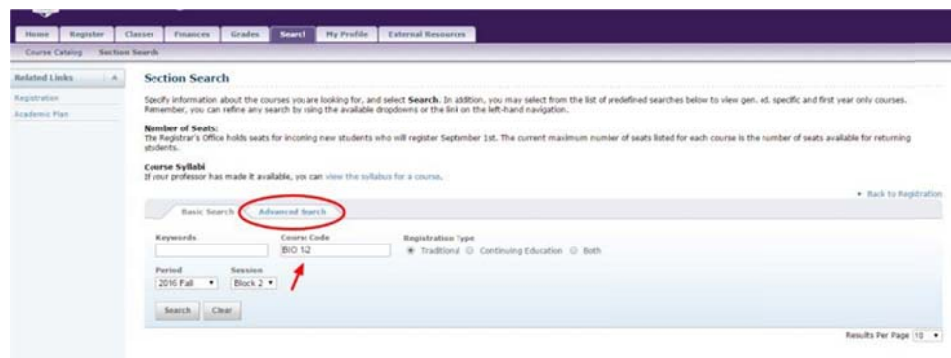 Home Register Classes Finances Grades Search My Profile External Resources
Course Catalog Section Search
Related Links
Registration
Academic Plan
Section Search
Specify information about the courses you are looking for, and select Search. In addition, you may select from the list of predefined searches below to view gen. ed. specific and first year only courses.
Remember, you can refine any search by using the available dropdowns or the link on the left-hand navigation.
Number of Seats:
The Registrar's Office holds seats for incoming new students who will register September 1st. The current maximum number of seats listed for each course is the number of seats available for returning
students.
Course Syllabi
If your professor has made it available, you can view the syllabus for a course.
Back to Registration
Basic Search Advanced Search
Keywords Course Code Registration Type
BIO 12 Traditional Continuing Education Both
Period Session
2016 Fall Block 2
Search Clear
Results Per Page 10